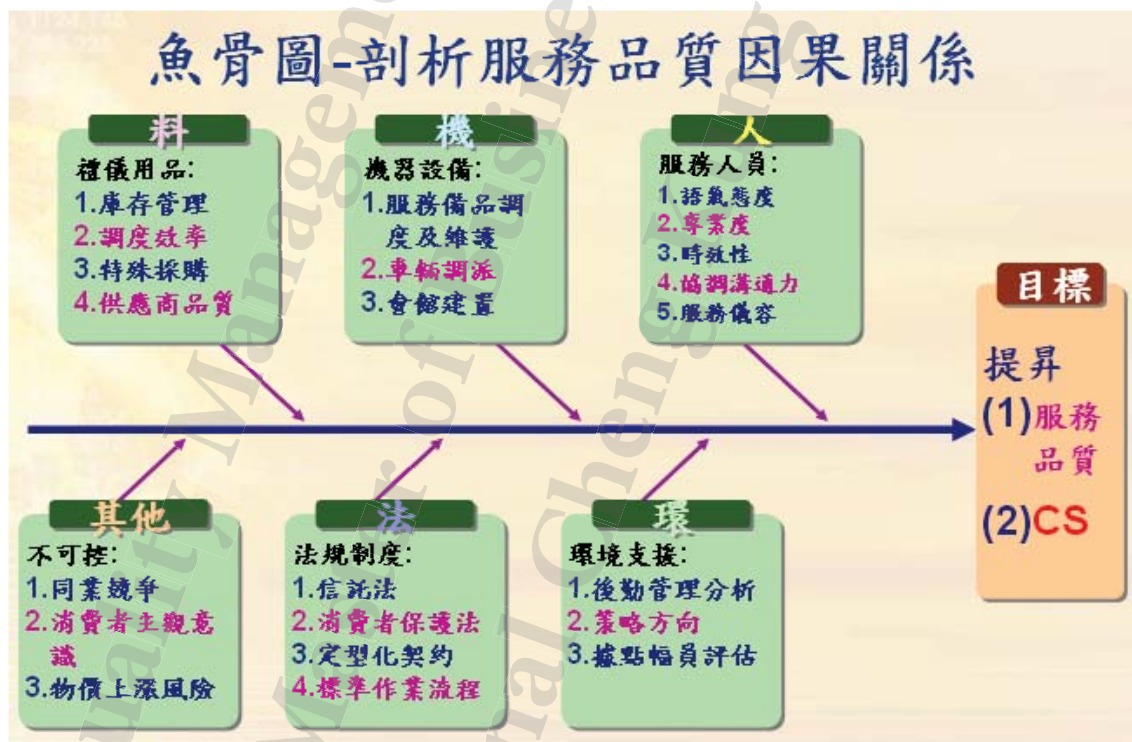 魚骨圖-剖析服務品質因果關係
料
禮儀用品:
1.庫存管理
2.調度效率
3.特殊採購
4.供應商品質
機
機器設備:
1.服務備品調
度及維護
2.車輛調派
3.會館建置
人
服務人員:
1.語氣態度
2.專業度
3.時效性
4.協調溝通力
5.服務儀容
目標
提昇
(1)服務
品質
(2)CS
其他
不可控:
1.同業競爭
2.消費者主觀意
識
3.物價上漲風險
法
法規制度:
1.信託法
2.消費者保護法
3.定型化契約
4.標準作業流程
環
環境支援:
1.後勤管理分析
2.策略方向
3.據點幅員評估